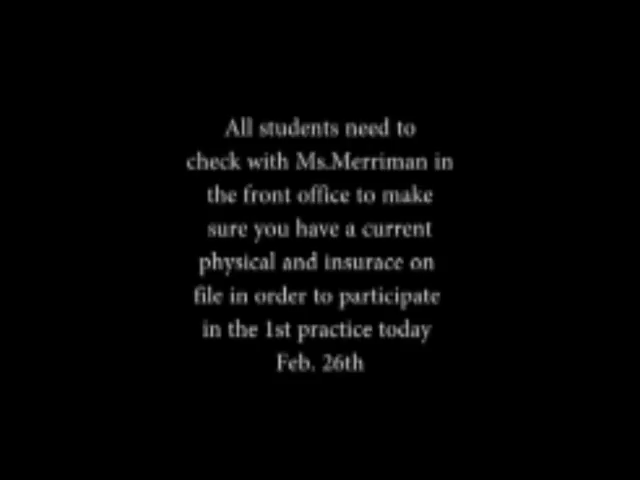 All students need to
check with Ms.Merriman in
the front office to make
sure you have a current
physical and insurace on
file in order to participate
in the 1st practice today
Feb. 26th